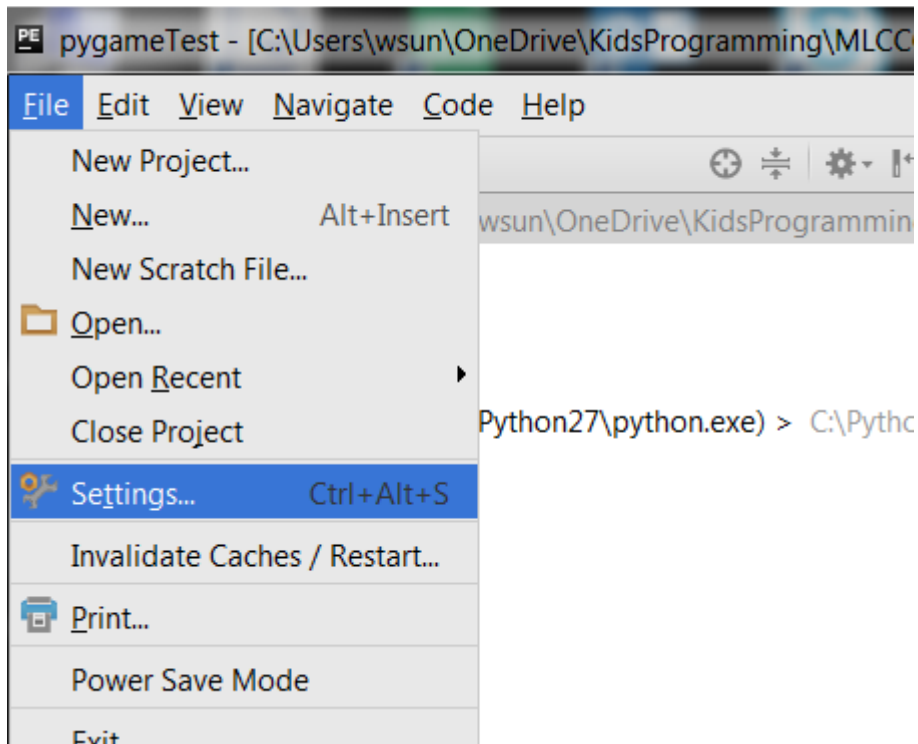 PE pygameTest - [C:\Users\wsun\OneDrive\KidsProgramming\MLCC
File Edit View Navigate Code Help
New Project...
New... Alt+Insert
wsun\OneDrive\KidsProgrammin
New Scratch File...
Open...
Open Recent
Close Project
Python27\python.exe) > C:\Pytho
Settings... Ctrl+Alt+S
Invalidate Caches / Restart...
Print...
Power Save Mode
Exit